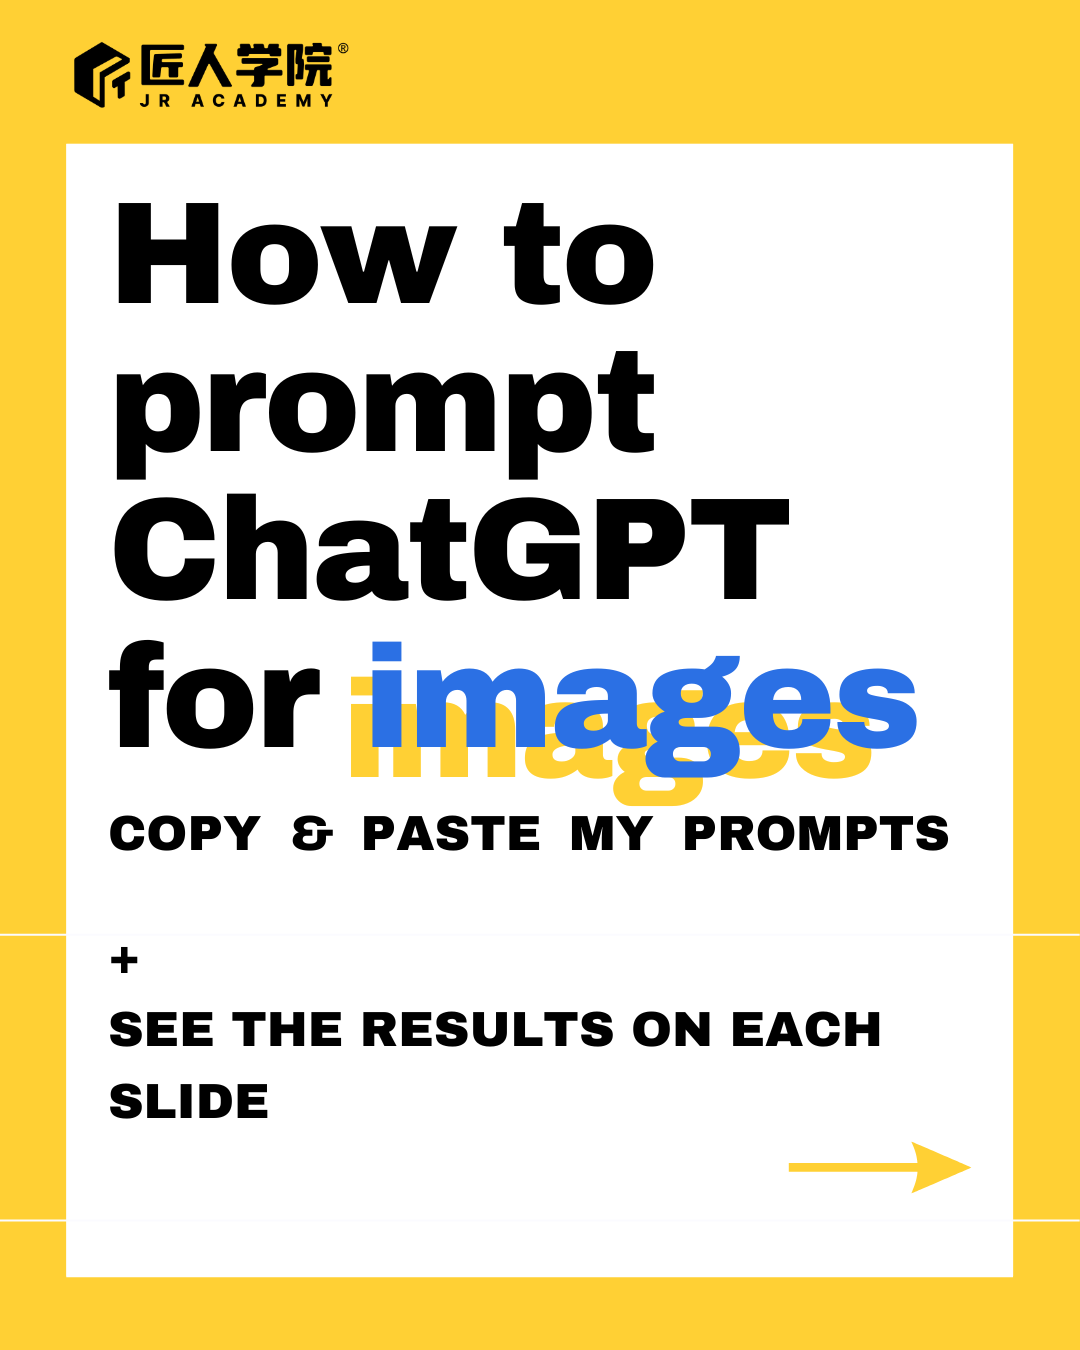 匠人学院®
JR ACADEMY
How to
prompt
ChatGPT
for images
images
COPY & PASTE MY PROMPTS
+
SEE THE RESULTS ON EACH
SLIDE